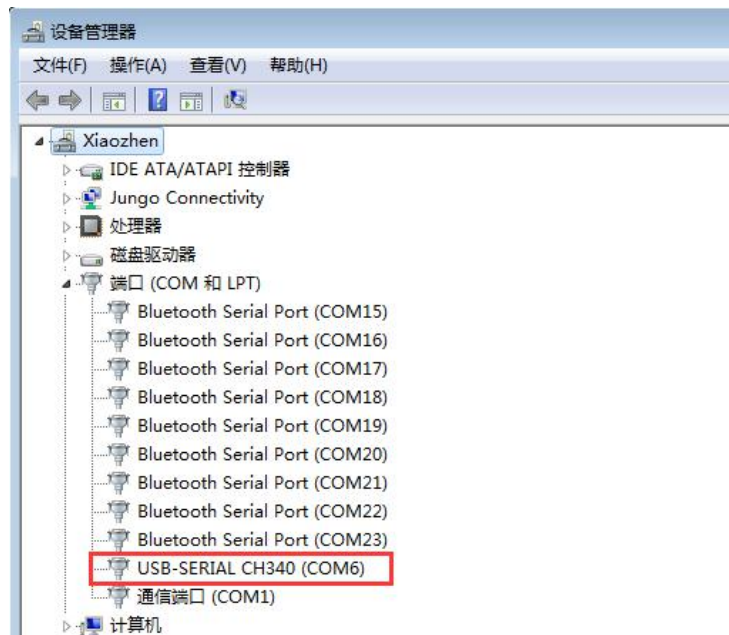 设备管理器
文件(F) 操作(A) 查看(V) 帮助(H)
Xiaozhen
IDE ATA/ATAPI 控制器
Jungo Connectivity
处理器
磁盘驱动器
端口 (COM 和 LPT)
Bluetooth Serial Port (COM15)
Bluetooth Serial Port (COM16)
Bluetooth Serial Port (COM17)
Bluetooth Serial Port (COM18)
Bluetooth Serial Port (COM19)
Bluetooth Serial Port (COM20)
Bluetooth Serial Port (COM21)
Bluetooth Serial Port (COM22)
Bluetooth Serial Port (COM23)
USB-SERIAL CH340 (COM6)
通信端口 (COM1)
计算机